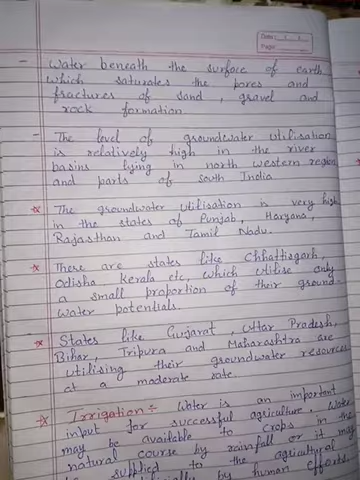 Date: / /
Page:
- Water beneath the surface of earth
which saturates the pores and
fractures of sand, gravel and
rock formation
- The level of groundwater utilisation
is relatively high in the river
basins lying in north western region
and parts of south India
* The groundwater utilisation is very high
in the states of Punjab, Haryana,
Rajasthan and Tamil Nadu.
* There are states like Chhattisgarh,
Odisha, Kerala etc, which utilise only
a small proportion of their ground-
water potentials.
* States like Gujarat, Uttar Pradesh,
Bihar, Tripura and Maharashtra are
utilising their groundwater resources
at a moderate rate.
* Irrigation :- Water is an important
input for successful agriculture. Water
may be available to crops in the
natural course by rainfall or it may
be supplied to the agricultural
by human efforts